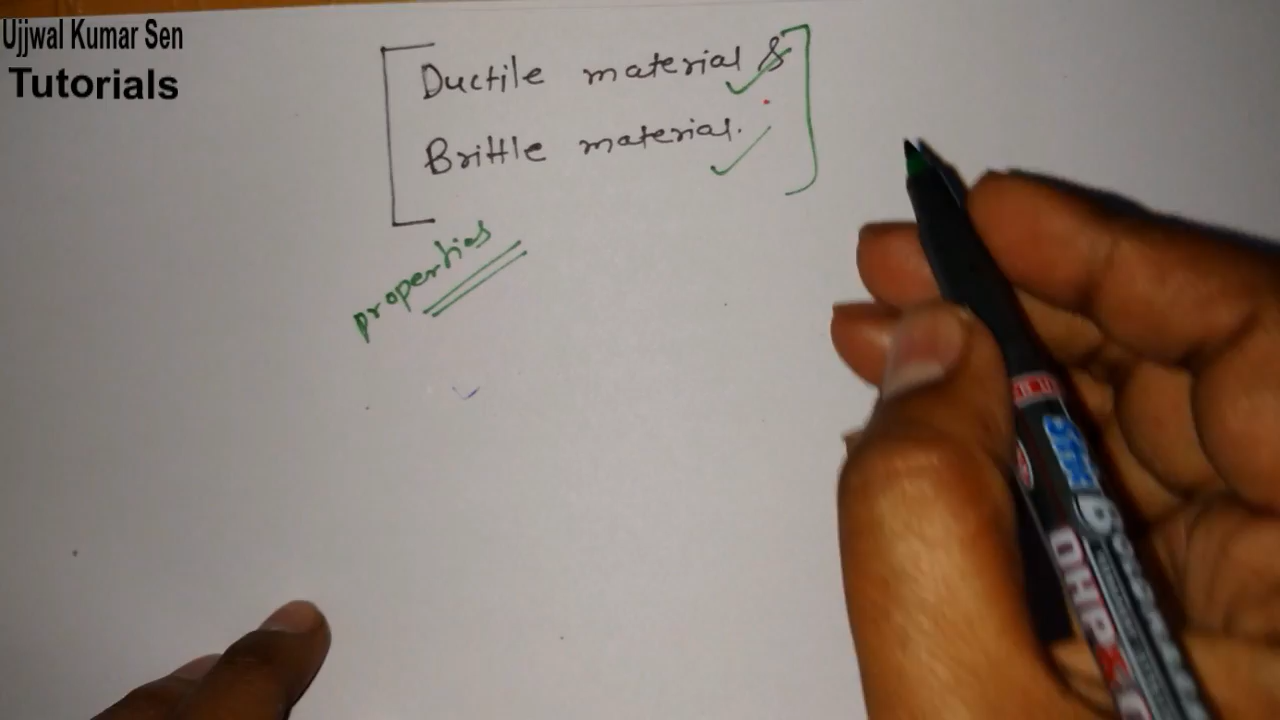 Ujjwal Kumar Sen
Tutorials
Ductile material &
Brittle material.
properties